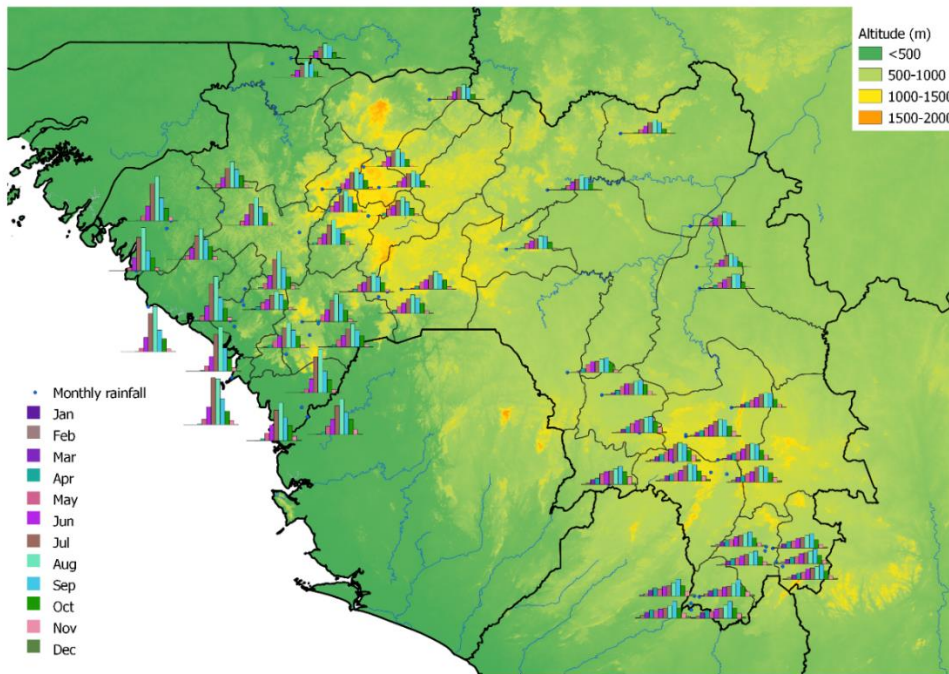 Altitude (m)
<500
500-1000
1000-1500
1500-2000
Monthly rainfall
Jan
Feb
Mar
Apr
May
Jun
Jul
Aug
Sep
Oct
Nov
Dec